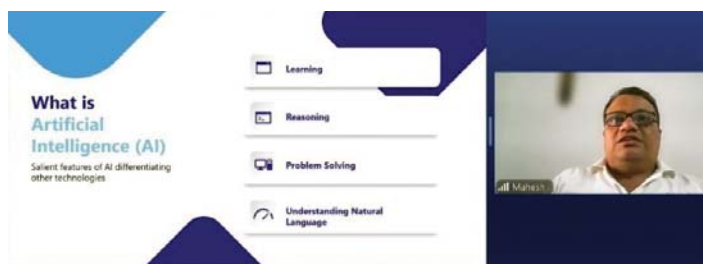 What is
Artificial
Intelligence (AI)
Salient features of AI differentiating
other technologies
Learning
Reasoning
Problem Solving
Understanding Natural
Language
Mahesh